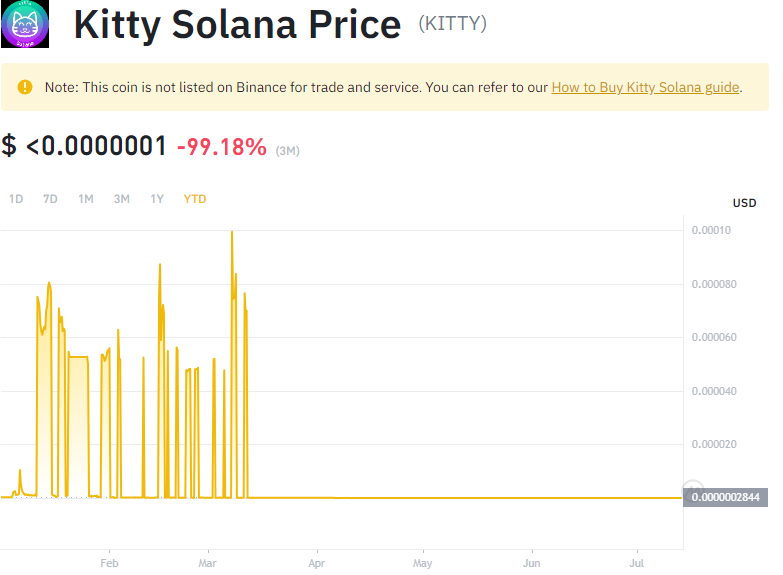 Kitty Solana Price (KITTY)
Note: This coin is not listed on Binance for trade and service. You can refer to our How to Buy Kitty Solana guide.
$ <0.0000001 -99.18% (3M)
1D 7D 1M 3M 1Y YTD
USD
0.00010
0.000080
0.000060
0.000040
0.000020
0.0000002844
Feb Mar Apr May Jun Jul